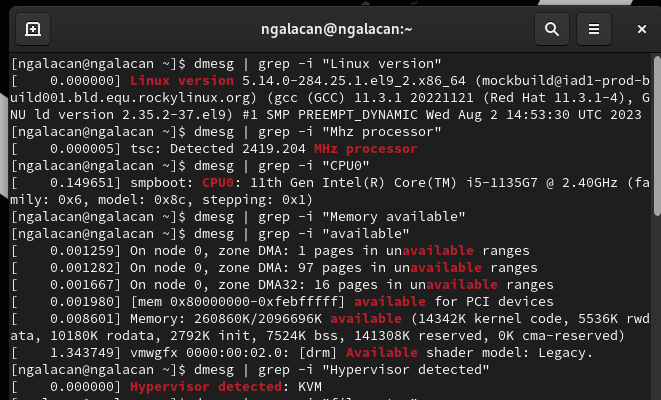 ngalacan@ngalacan:~
[ngalacan@ngalacan ~]$ dmesg | grep -i "Linux version"
[    0.000000] Linux version 5.14.0-284.25.1.el9_2.x86_64 (mockbuild@iad1-prod-b
uild001.bld.equ.rockylinux.org) (gcc (GCC) 11.3.1 20221121 (Red Hat 11.3.1-4), G
NU ld version 2.35.2-37.el9) #1 SMP PREEMPT_DYNAMIC Wed Aug 2 14:53:30 UTC 2023
[ngalacan@ngalacan ~]$ dmesg | grep -i "Mhz processor"
[    0.000005] tsc: Detected 2419.204 MHz processor
[ngalacan@ngalacan ~]$ dmesg | grep -i "CPU0"
[    0.149651] smpboot: CPU0: 11th Gen Intel(R) Core(TM) i5-1135G7 @ 2.40GHz (fa
mily: 0x6, model: 0x8c, stepping: 0x1)
[ngalacan@ngalacan ~]$ dmesg | grep -i "Memory available"
[ngalacan@ngalacan ~]$ dmesg | grep -i "available"
[    0.001259] On node 0, zone DMA: 1 pages in unavailable ranges
[    0.001282] On node 0, zone DMA: 97 pages in unavailable ranges
[    0.001667] On node 0, zone DMA32: 16 pages in unavailable ranges
[    0.001980] [mem 0x80000000-0xfebfffff] available for PCI devices
[    0.008601] Memory: 260860K/2096696K available (14342K kernel code, 5536K rwd
ata, 10180K rodata, 2792K init, 7524K bss, 141308K reserved, 0K cma-reserved)
[    1.343749] vmwgfx 0000:00:02.0: [drm] Available shader model: Legacy.
[ngalacan@ngalacan ~]$ dmesg | grep -i "Hypervisor detected"
[    0.000000] Hypervisor detected: KVM